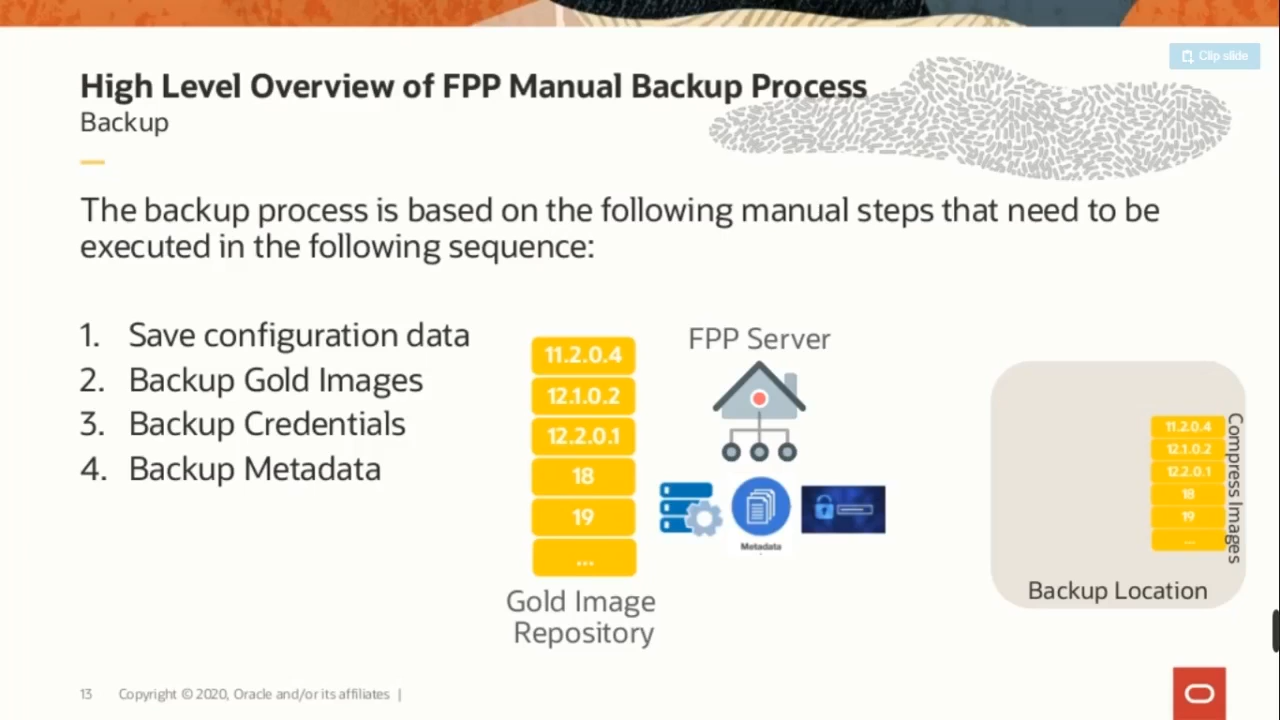 Clip slide
High Level Overview of FPP Manual Backup Process
Backup
The backup process is based on the following manual steps that need to be
executed in the following sequence:
1. Save configuration data
2. Backup Gold Images
3. Backup Credentials
4. Backup Metadata
11.2.0.4
12.1.0.2
12.2.0.1
18
19
...
Gold Image
Repository
FPP Server
Metadata
11.2.0.4
12.1.0.2
12.2.0.1
18
19
...
Compress Images
Backup Location
13 Copyright © 2020, Oracle and/or its affiliates |